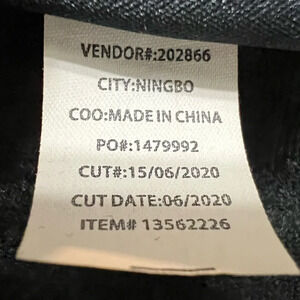 VENDOR#:202866
CITY:NINGBO
COO:MADE IN CHINA
PO#:1479992
CUT#:15/06/2020
CUT DATE:06/2020
ITEM# 13562226